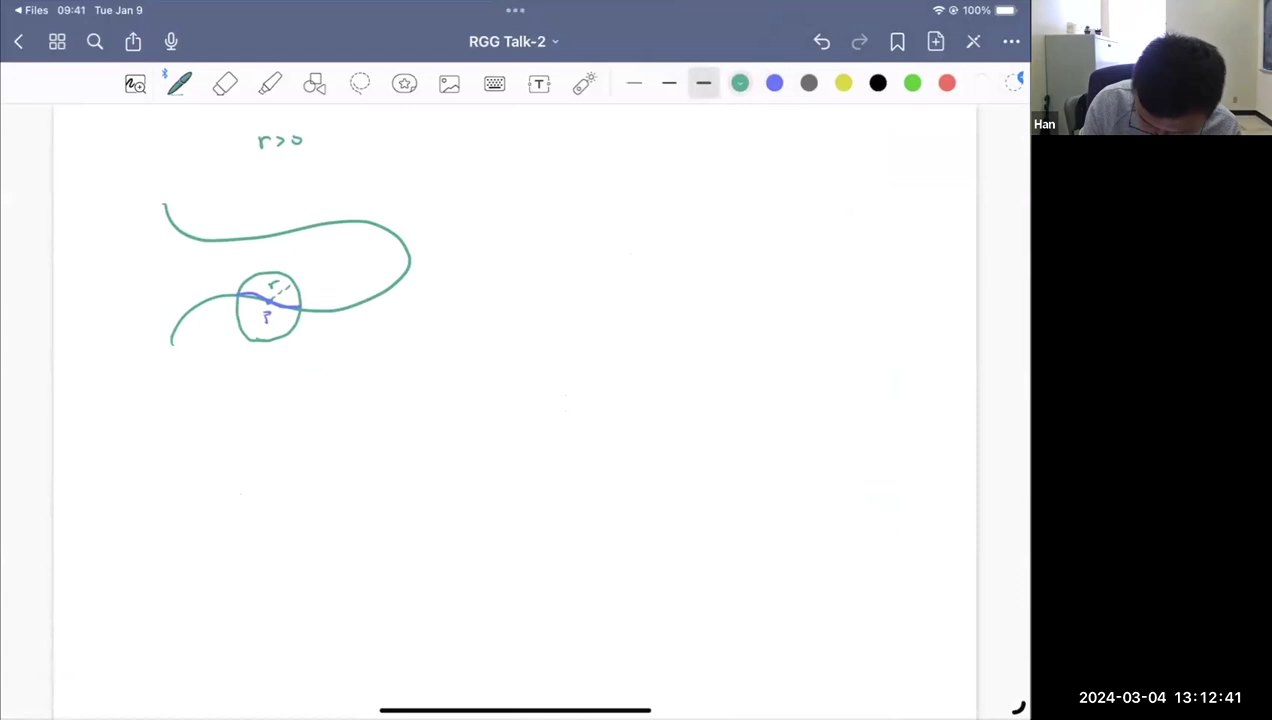 Files 09:41 Tue Jan 9
100%
RGG Talk-2
T
r > 0
r
P
Han
2024-03-04 13:12:41